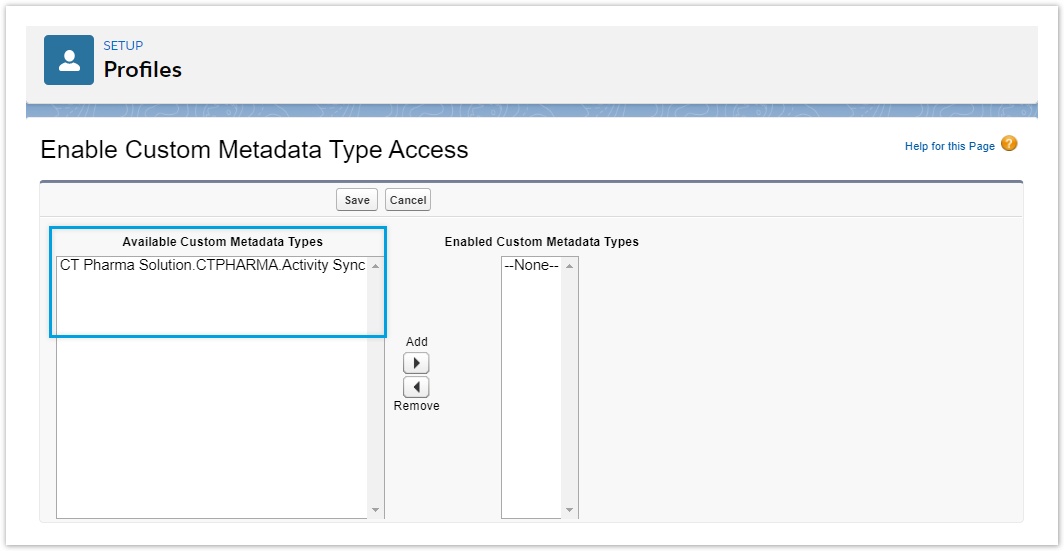 SETUP
Profiles
Enable Custom Metadata Type Access
Help for this Page ?
Save Cancel
Available Custom Metadata Types
Enabled Custom Metadata Types
CT Pharma Solution.CTPHARMA.Activity Sync
--None--
Add
Remove